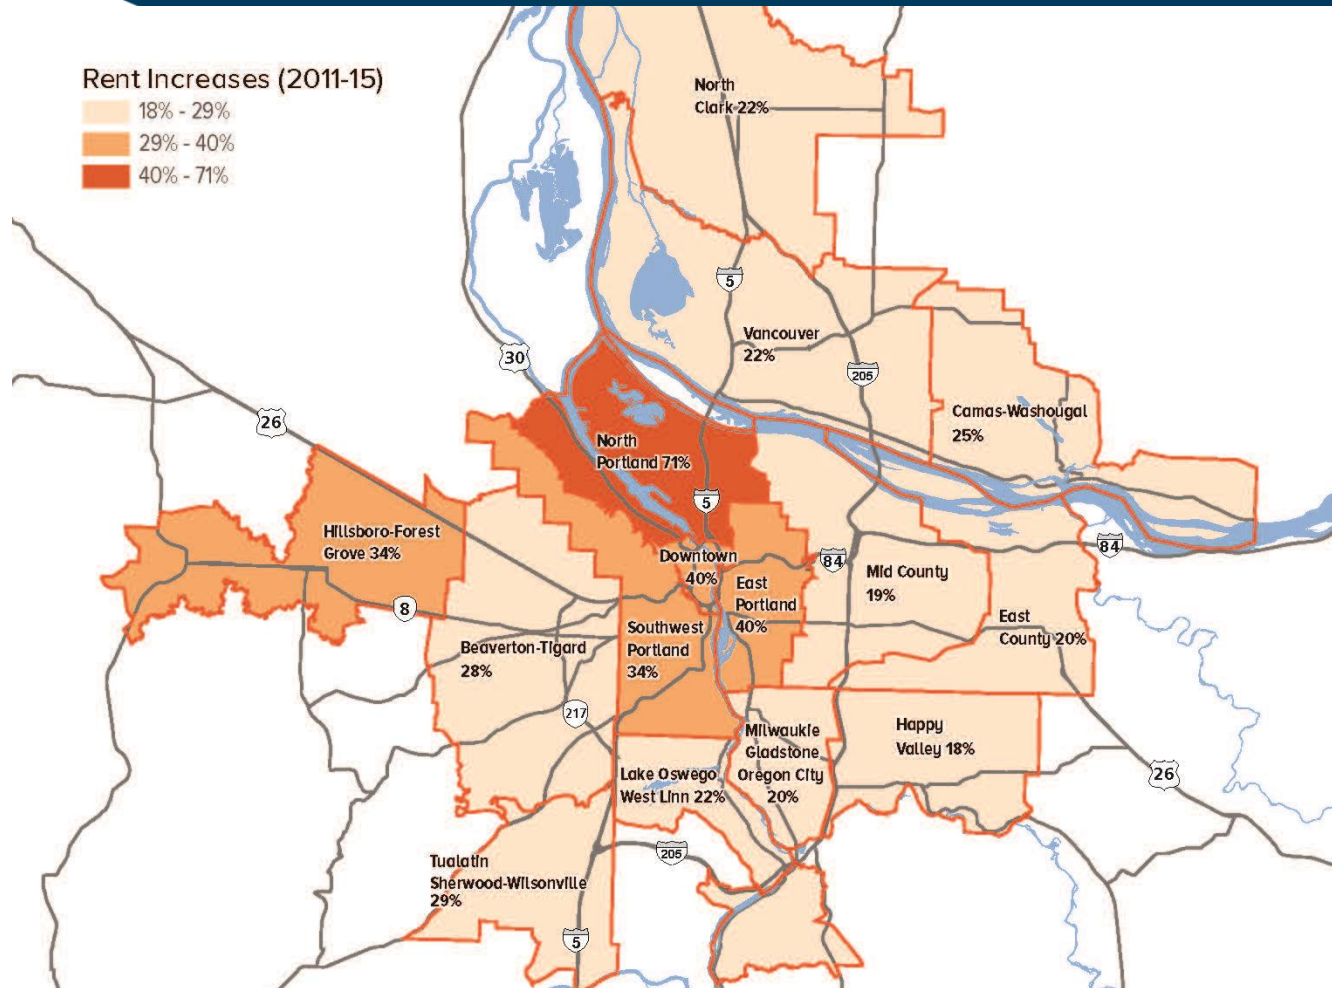 Rent Increases (2011-15)
18% - 29%
29% - 40%
40% - 71%
North
Clark 22%
5
Vancouver
22%
30
205
26
Camas-Washougal
25%
North
Portland 71%
5
Hillsboro-Forest
Grove 34%
Downtown
40%
84
84
Mid County
19%
East
Portland
40%
8
East
County 20%
Southwest
Portland
34%
Beaverton-Tigard
28%
217
Happy
Valley 18%
Milwaukie
Gladstone
Oregon City
20%
Lake Oswego
West Linn 22%
26
205
Tualatin
Sherwood-Wilsonville
29%
5